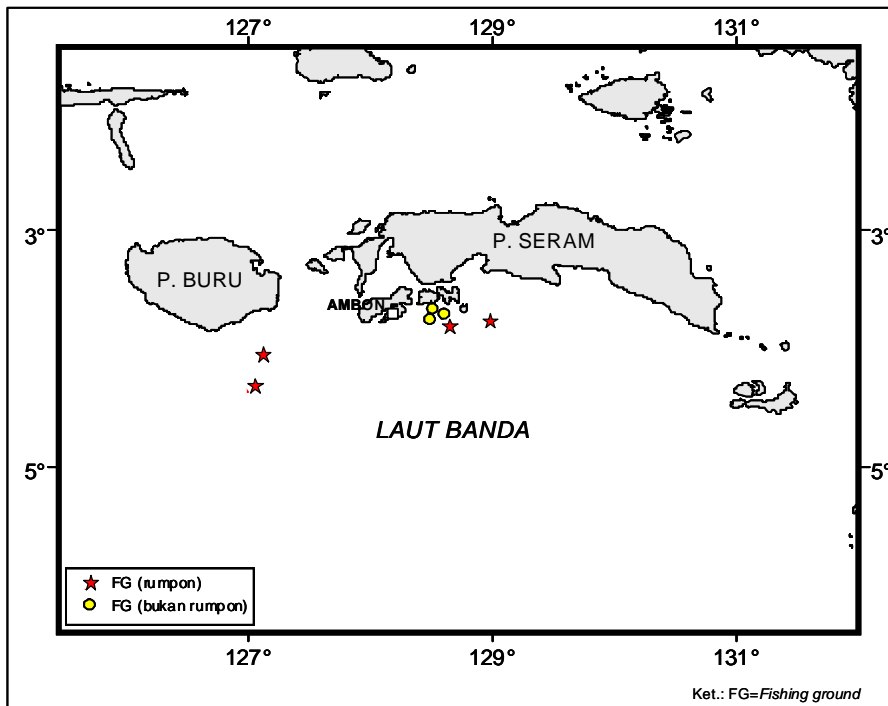 127° 129° 131°
3° 3°
P. SERAM
P. BURU
AMBON
LAUT BANDA
5° 5°
FG (rumpon)
FG (bukan rumpon)
127° 129° 131°
Ket.: FG=Fishing ground